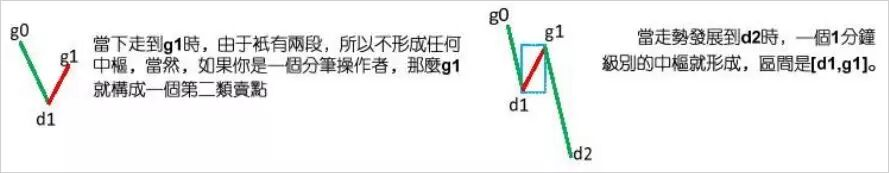 g0
g1
d1
當下走到g1時，由于衹有兩段，所以不形成任何
中樞，當然，如果你是一個分筆操作者，那麼g1
就構成一個第二類賣點
g0
g1
d1
d2
當走勢發展到d2時，一個1分鐘
級別的中樞就形成，區間是[d1,g1]。